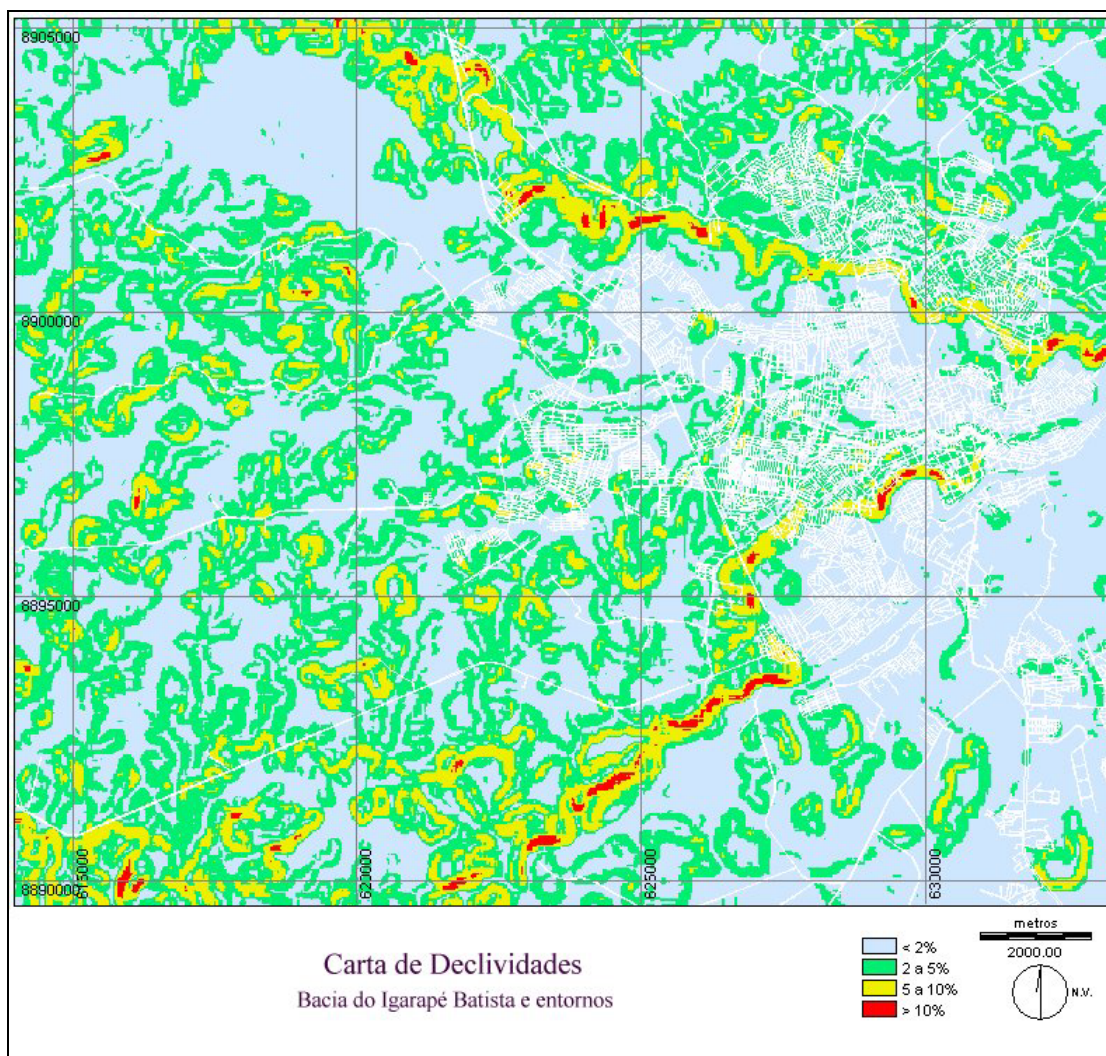 8905000
8900000
8895000
8890000
615000
620000
625000
630000
Carta de Declividades
Bacia do Igarapé Batista e entornos
< 2%
2 a 5%
5 a 10%
> 10%
metros
2000.00
N.V.